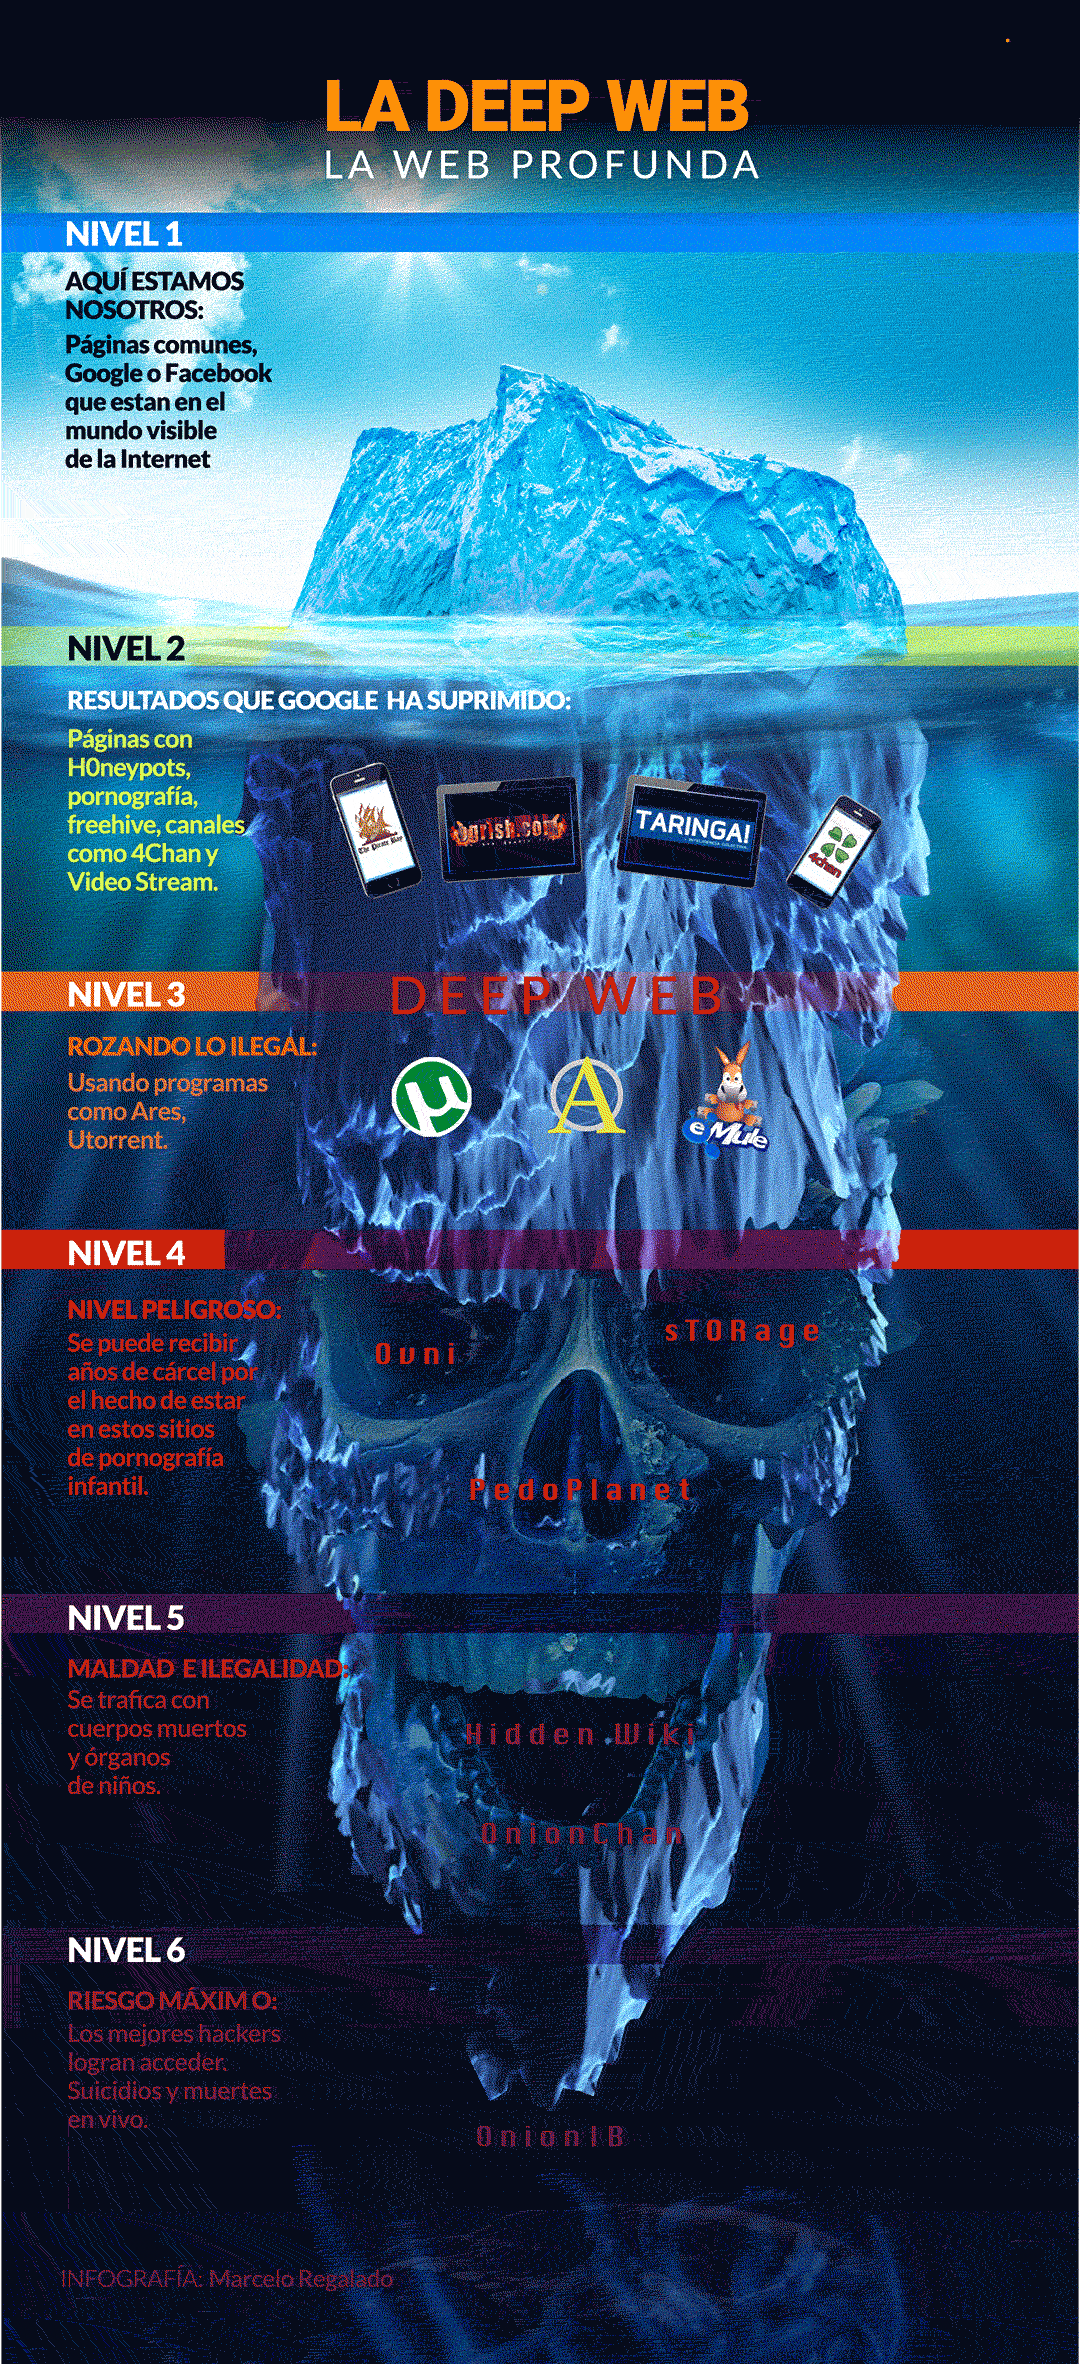 LA DEEP WEB
LA WEB PROFUNDA
NIVEL 1
AQUÍ ESTAMOS
NOSOTROS:
Páginas comunes,
Google o Facebook
que estan en el
mundo visible
de la Internet
NIVEL 2
RESULTADOS QUE GOOGLE HA SUPRIMIDO:
Páginas con
H0neypots,
pornografía,
freehive, canales
como 4Chan y
Video Stream.
The Pirate Bay
TARINGA!
4chan
NIVEL 3
DEEP WEB
ROZANDO LO ILEGAL:
Usando programas
como Ares,
Utorrent.
µ
A
eMule
NIVEL 4
NIVEL PELIGROSO:
Se puede recibir
años de cárcel por
el hecho de estar
en estos sitios
de pornografía
infantil.
Ovni
sTORage
PedoPlanet
NIVEL 5
MALDAD E ILEGALIDAD:
Se trafica con
cuerpos muertos
y órganos
de niños.
Hidden.Wiki
OnionChan
NIVEL 6
RIESGO MÁXIMO:
Los mejores hackers
logran acceder.
Suicidios y muertes
en vivo.
OnionIB
INFOGRAFÍA: Marcelo Regalado